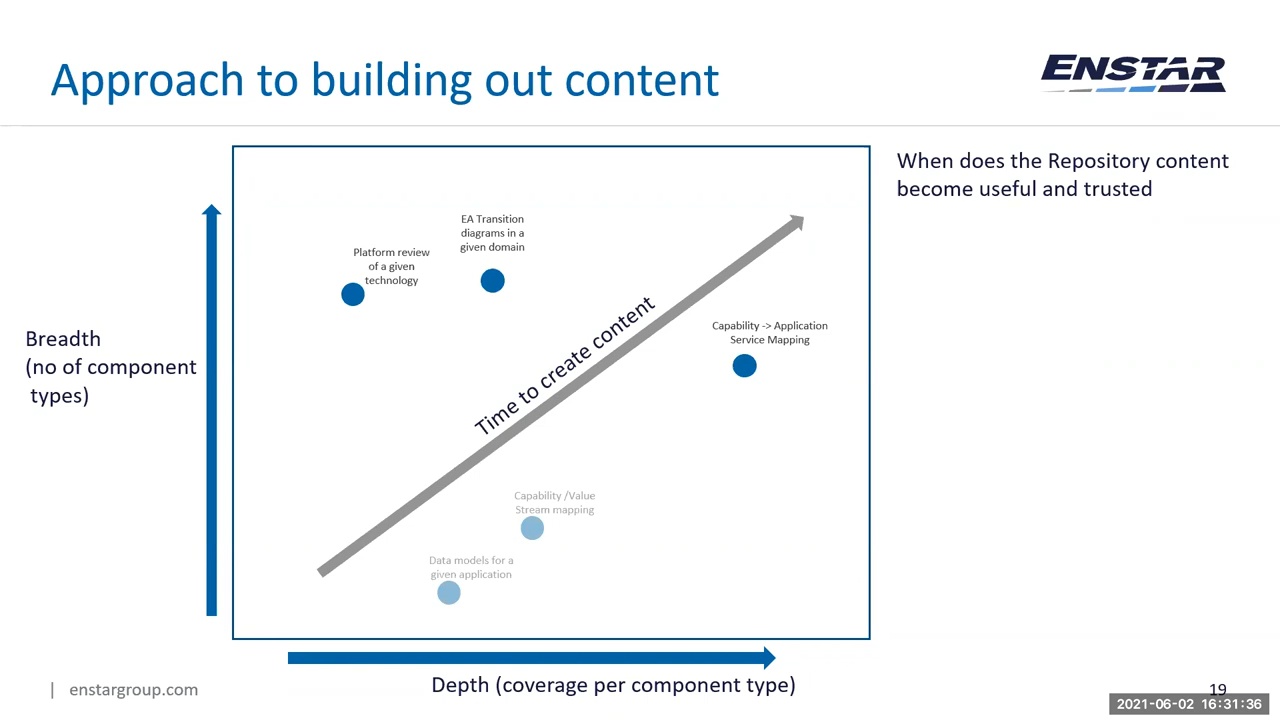 Approach to building out content
ENSTAR
When does the Repository content
become useful and trusted
EA Transition
diagrams in a
given domain
Platform review
of a given
technology
Time to create content
Capability -> Application
Service Mapping
Breadth
(no of component
types)
Capability /Value
Stream mapping
Data models for a
given application
Depth (coverage per component type)
| enstargroup.com
19
2021-06-02 16:31:36